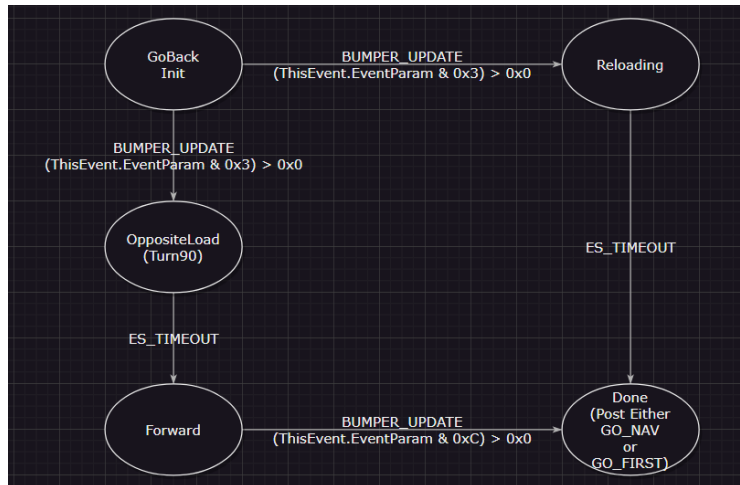 GoBack
Init
BUMPER_UPDATE
(ThisEvent.EventParam & 0x3) > 0x0
Reloading
BUMPER_UPDATE
(ThisEvent.EventParam & 0x3) > 0x0
OppositeLoad
(Turn90)
ES_TIMEOUT
ES_TIMEOUT
Forward
BUMPER_UPDATE
(ThisEvent.EventParam & 0xC) > 0x0
Done
(Post Either
GO_NAV
or
GO_FIRST)